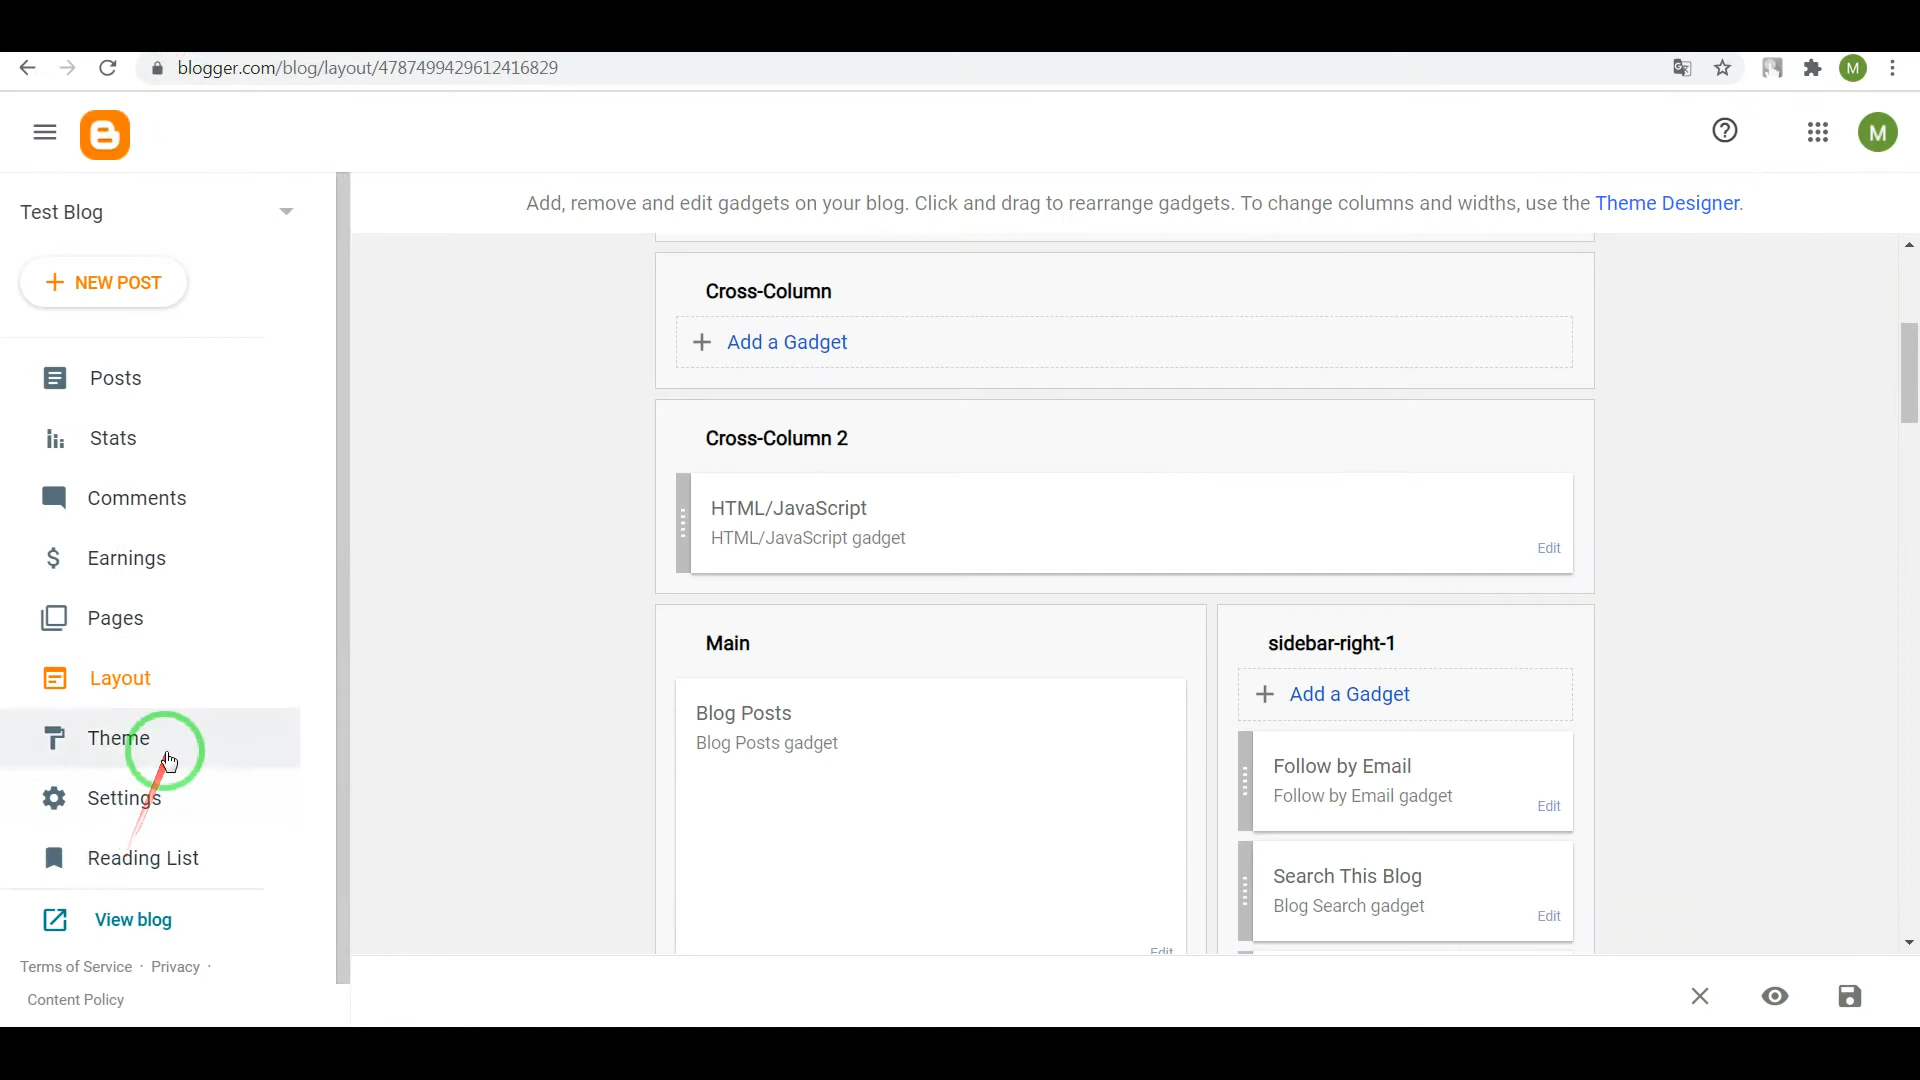 blogger.com/blog/layout/4787499429612416829
M
M
Test Blog
Add, remove and edit gadgets on your blog. Click and drag to rearrange gadgets. To change columns and widths, use the Theme Designer.
+ NEW POST
Posts
Stats
Comments
Earnings
Pages
Layout
Theme
Settings
Reading List
View blog
Terms of Service · Privacy ·
Content Policy
Cross-Column
+ Add a Gadget
Cross-Column 2
HTML/JavaScript
HTML/JavaScript gadget
Edit
Main
Blog Posts
Blog Posts gadget
Edit
sidebar-right-1
+ Add a Gadget
Follow by Email
Follow by Email gadget
Edit
Search This Blog
Blog Search gadget
Edit